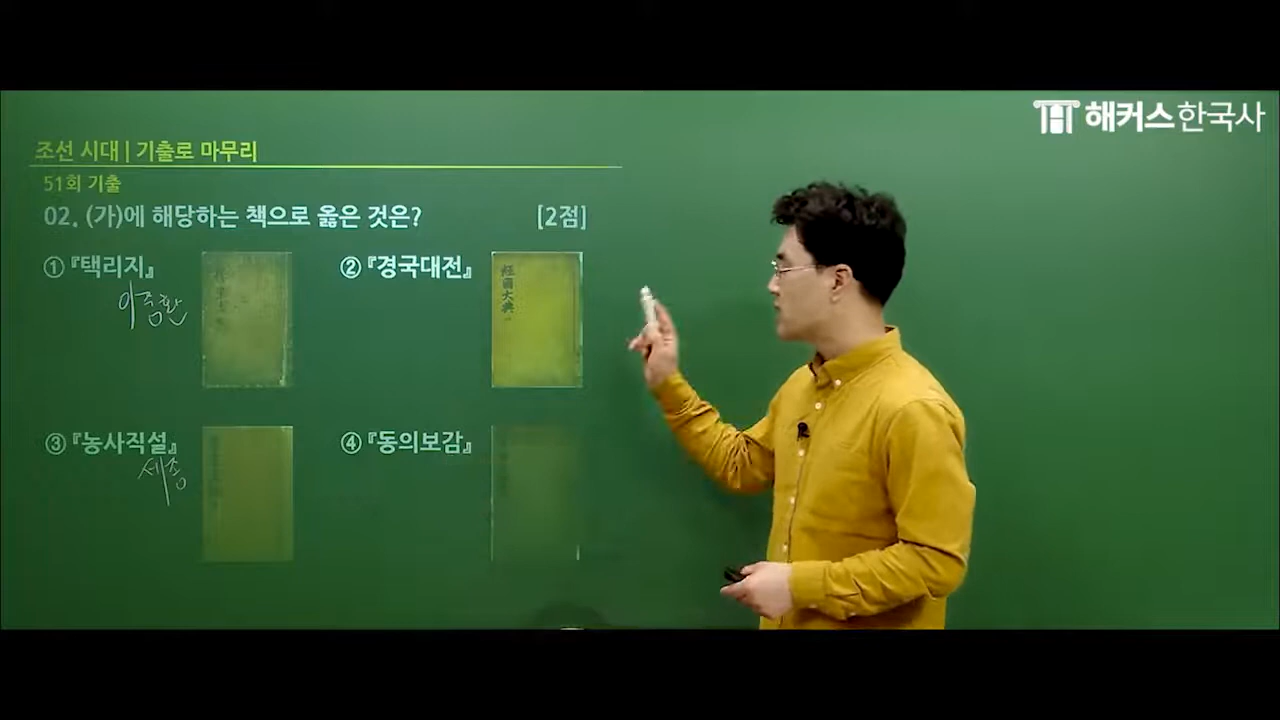 해커스한국사
조선 시대 | 기출로 마무리
51회 기출
02. (가)에 해당하는 책으로 옳은 것은? [2점]
① 『택리지』
이중환
② 『경국대전』
經國大典
③ 『농사직설』
세종
④ 『동의보감』